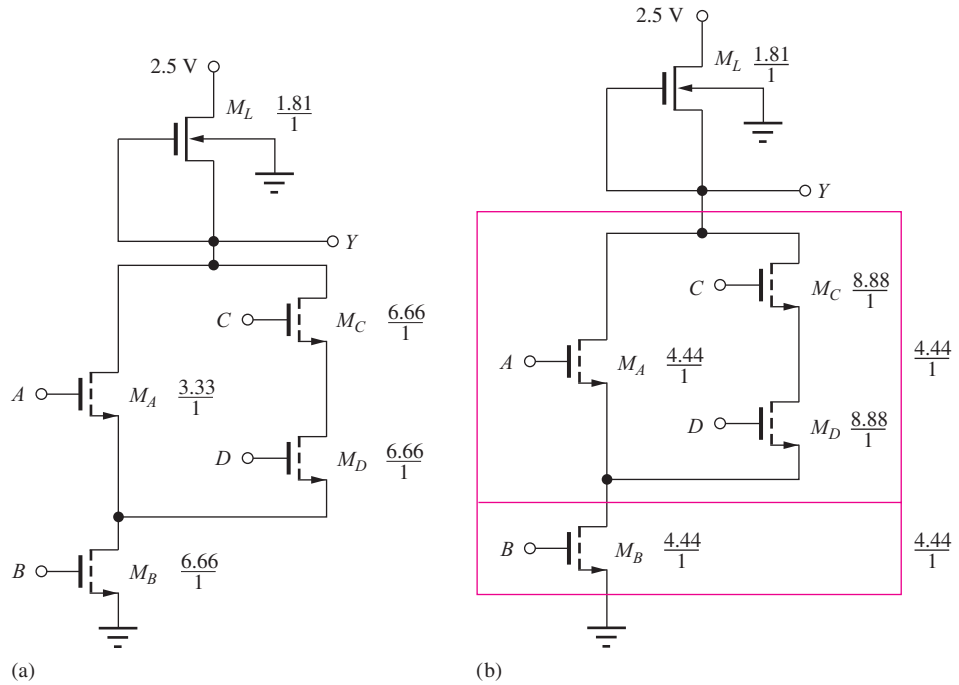 2.5 V
M_L 1.81/1
Y
C
M_C 6.66/1
A
M_A 3.33/1
D
M_D 6.66/1
B
M_B 6.66/1
(a)
2.5 V
M_L 1.81/1
Y
C
M_C 8.88/1
A
M_A 4.44/1
4.44/1
D
M_D 8.88/1
B
M_B 4.44/1
4.44/1
(b)